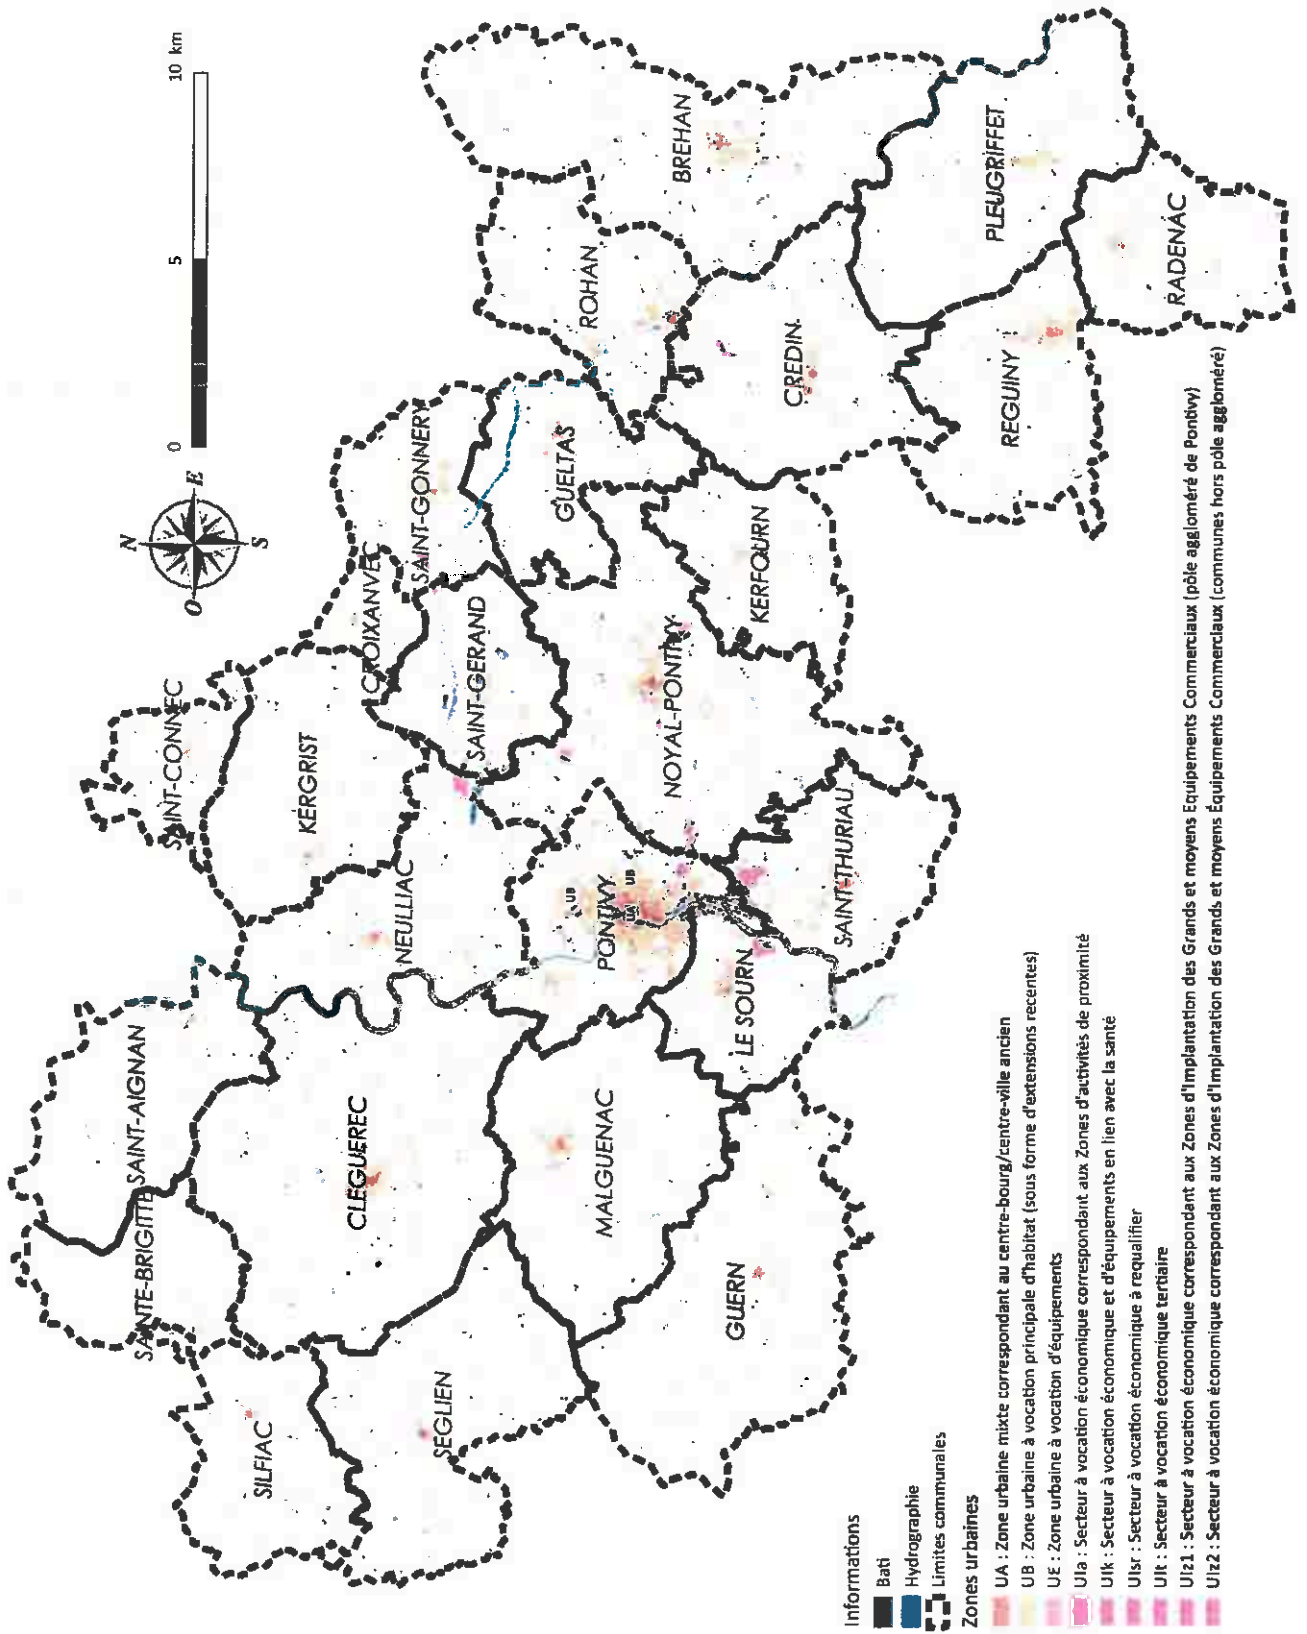 N
O
E
S
0 5 10 km
SAINT-CONNEC
KERGRIST
CROIXANVEC
SAINT-GONNERY
SAINT-GERAND
GUELTAS
ROHAN
BREHAN
SAINT-AIGNAN
SAINTE-BRIGITTE
SILFIAC
CLEGUEREC
NEULLIAC
SEGLIEN
MALGUENAC
PONTIVY
UB
UB
UA
NOYAL-PONTIVY
KERFOURN
CREDIN
PLEUGRIFFET
GUERN
LE SOURN
SAINT-THURIAU
REGUINY
RADENAC
Informations
Bati
Hydrographie
Limites communales
Zones urbaines
UA : Zone urbaine mixte correspondant au centre-bourg/centre-ville ancien
UB : Zone urbaine à vocation principale d'habitat (sous forme d'extensions recentes)
UE : Zone urbaine à vocation d'équipements
UIa : Secteur à vocation économique correspondant aux Zones d'activités de proximité
UIk : Secteur à vocation économique et d'équipements en lien avec la santé
UIsr : Secteur à vocation économique à requalifier
UIt : Secteur à vocation économique tertiaire
UIz1 : Secteur à vocation économique correspondant aux Zones d'Implantation des Grands et moyens Equipements Commerciaux (pôle aggloméré de Pontivy)
UIz2 : Secteur à vocation économique correspondant aux Zones d'Implantation des Grands et moyens Équipements Commerciaux (communes hors pôle aggloméré)